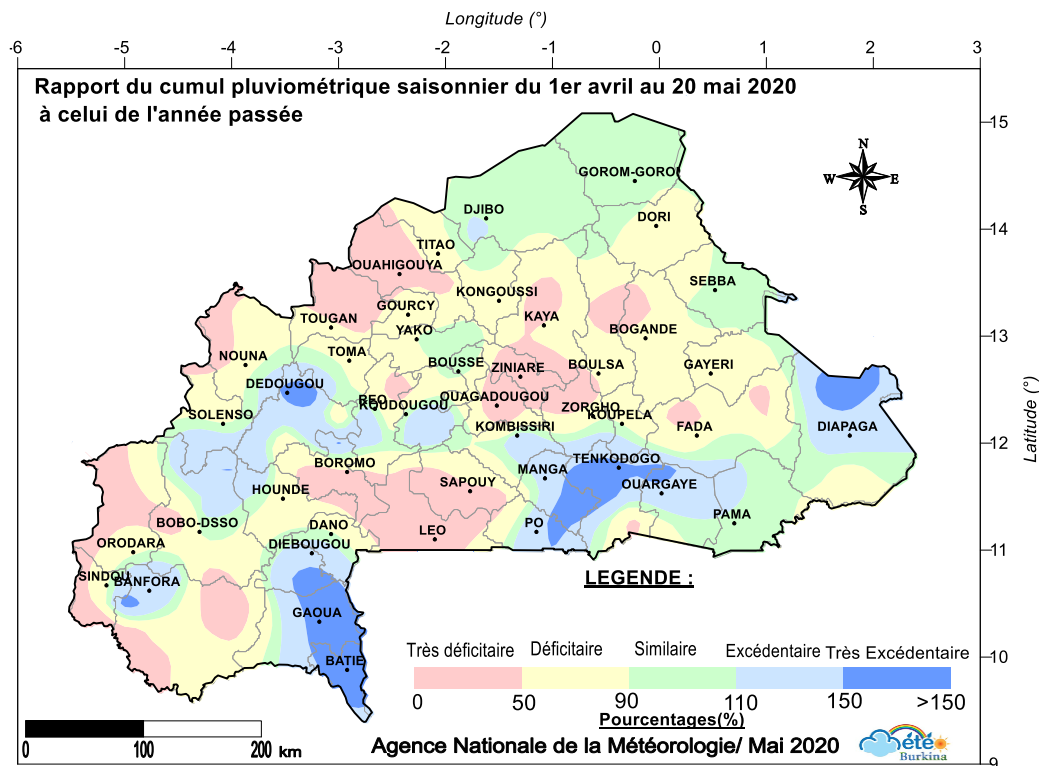 Longitude (°)
-6 -5 -4 -3 -2 -1 0 1 2 3
Rapport du cumul pluviométrique saisonnier du 1er avril au 20 mai 2020
à celui de l'année passée
15
N
W E
S
GOROM-GOROM
DJIBO
DORI
14
TITAO
OUAHIGOUYA
SEBBA
KONGOUSSI
GOURCY
KAYA
TOUGAN
BOGANDE
YAKO
13
NOUNA
TOMA
BOUSSE
ZINIARE
BOULSA
GAYERI
DEDOUGOU
REO
KOUDOUGOU
OUAGADOUGOU
ZORGHO
KOUPELA
SOLENSO
KOMBISSIRI
FADA
DIAPAGA
Latitude (°)
12
BOROMO
MANGA
TENKODOGO
HOUNDE
SAPOUY
OUARGAYE
BOBO-DSSO
DANO
LEO
PO
PAMA
ORODARA
DIEBOUGOU
11
SINDOU
BANFORA
LEGENDE :
GAOUA
BATIE
10
Très déficitaire Déficitaire Similaire Excédentaire Très Excédentaire
0 50 90 110 150 >150
Pourcentages(%)
0 100 200 km
Agence Nationale de la Météorologie/ Mai 2020
été
Burkina
9